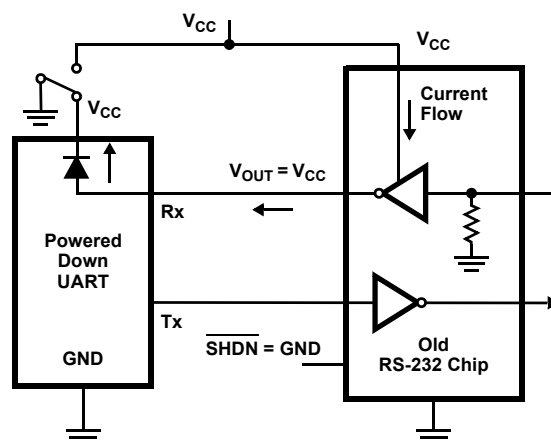 VCC
VCC
VCC
Current
Flow
VOUT = VCC
Rx
Powered
Down
UART
Tx
SHDN = GND
GND
Old
RS-232 Chip